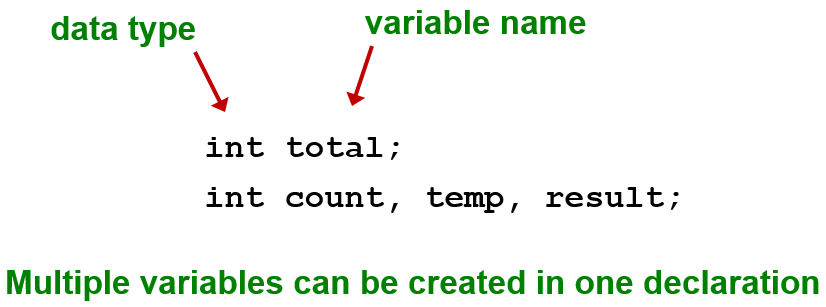 data type
variable name
int total;
int count, temp, result;
Multiple variables can be created in one declaration